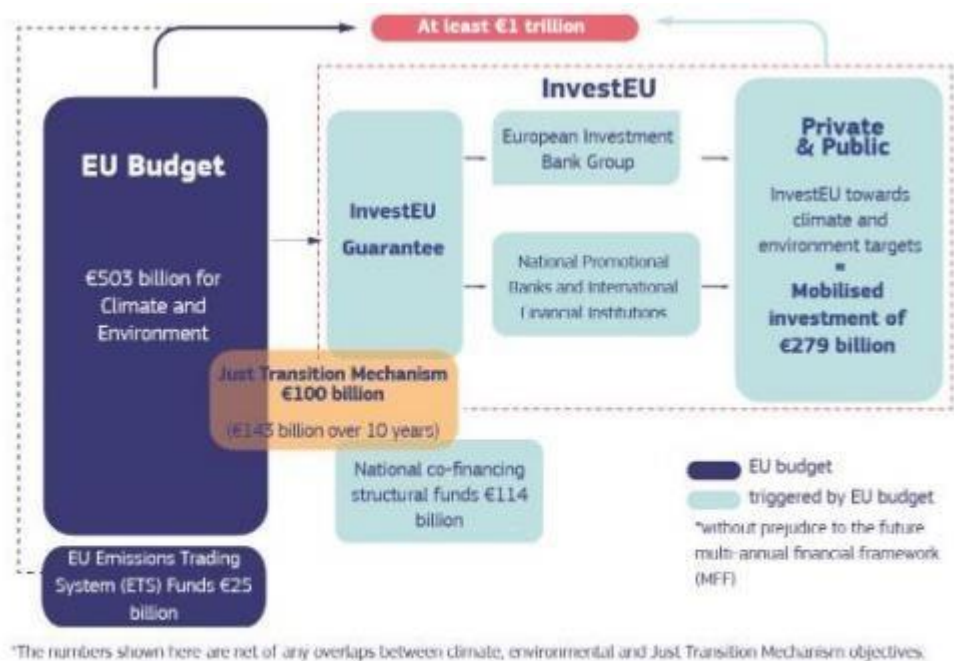 At least €1 trillion
InvestEU
EU Budget
€503 billion for
Climate and
Environment
InvestEU
Guarantee
European Investment
Bank Group
National Promotional
Banks and International
Financial Institutions
Private
& Public
InvestEU towards
climate and
environment targets
=
Mobilised
investment of
€279 billion
Just Transition Mechanism
€100 billion
(€143 billion over 10 years)
National co-financing
structural funds €114
billion
EU Emissions Trading
System (ETS) Funds €25
billion
EU budget
triggered by EU budget
*without prejudice to the future
multi-annual financial framework
(MFF)
*The numbers shown here are net of any overlaps between climate, environmental and Just Transition Mechanism objectives.